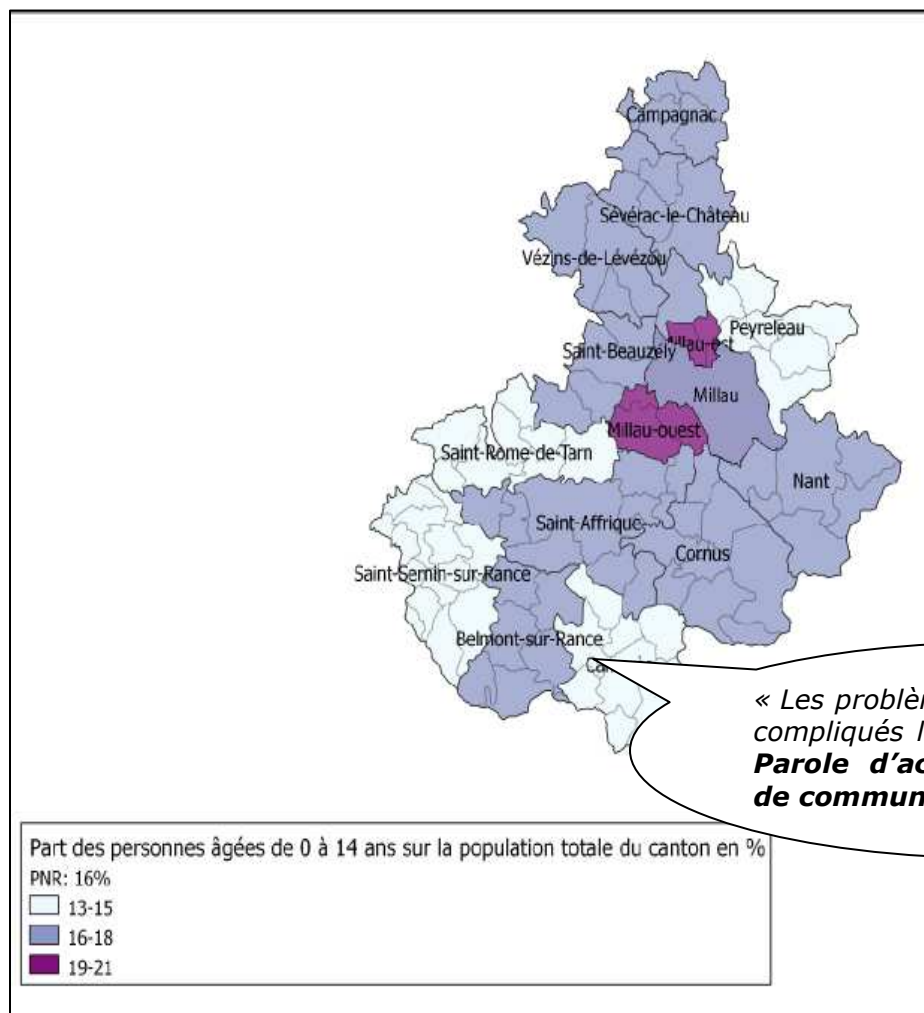 Campagnac
Sévérac-le-Château
Vézins-de-Lévézou
Peyreleau
Saint-Beauzély
Millau
Millau-ouest
Saint-Rome-de-Tarn
Nant
Saint-Affrique
Cornus
Saint-Sernin-sur-Rance
Belmont-sur-Rance
« Les problèm
compliqués l
Parole d'ac
de commun
Part des personnes âgées de 0 à 14 ans sur la population totale du canton en %
PNR: 16%
13-15
16-18
19-21